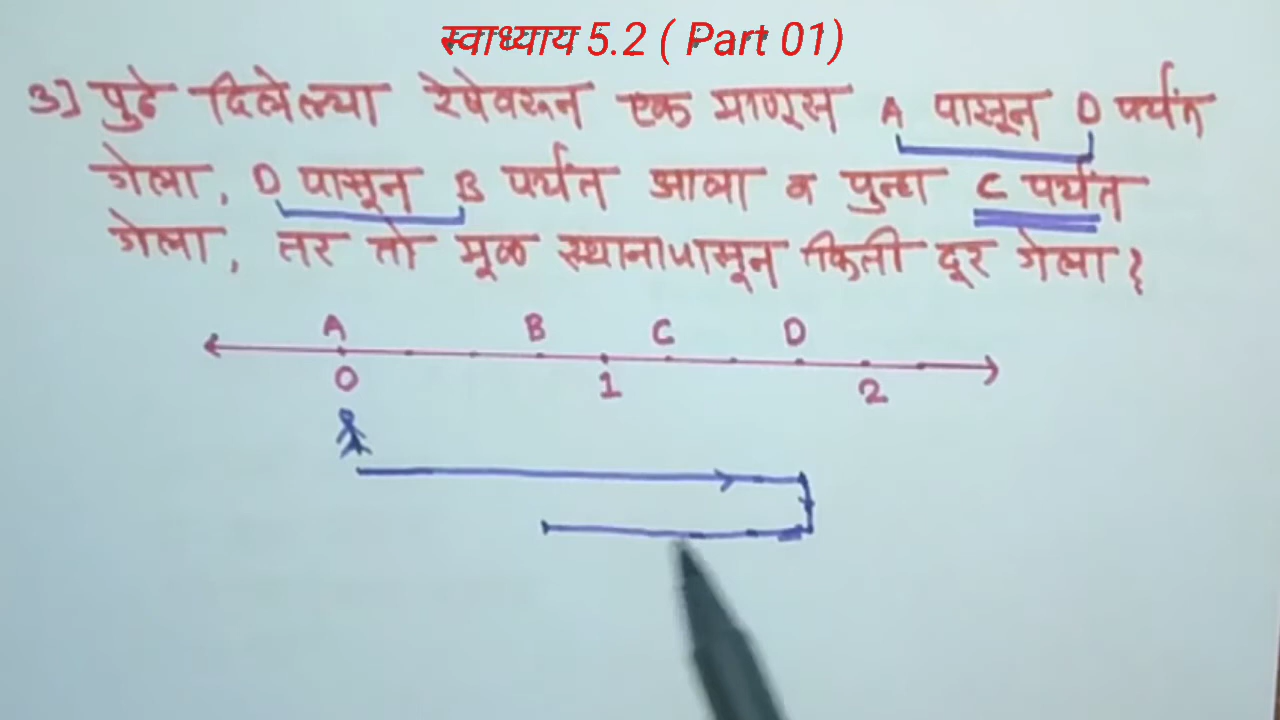 स्वाध्याय 5.2 ( Part 01)
3] पुढे दिलेल्या रेषेवरून एक माणूस A पासून D पर्यंत
गेला, D पासून B पर्यंत आला व पुन्हा C पर्यंत
गेला, तर तो मूळ स्थानापासून किती दूर गेला?
A B C D
0 1 2